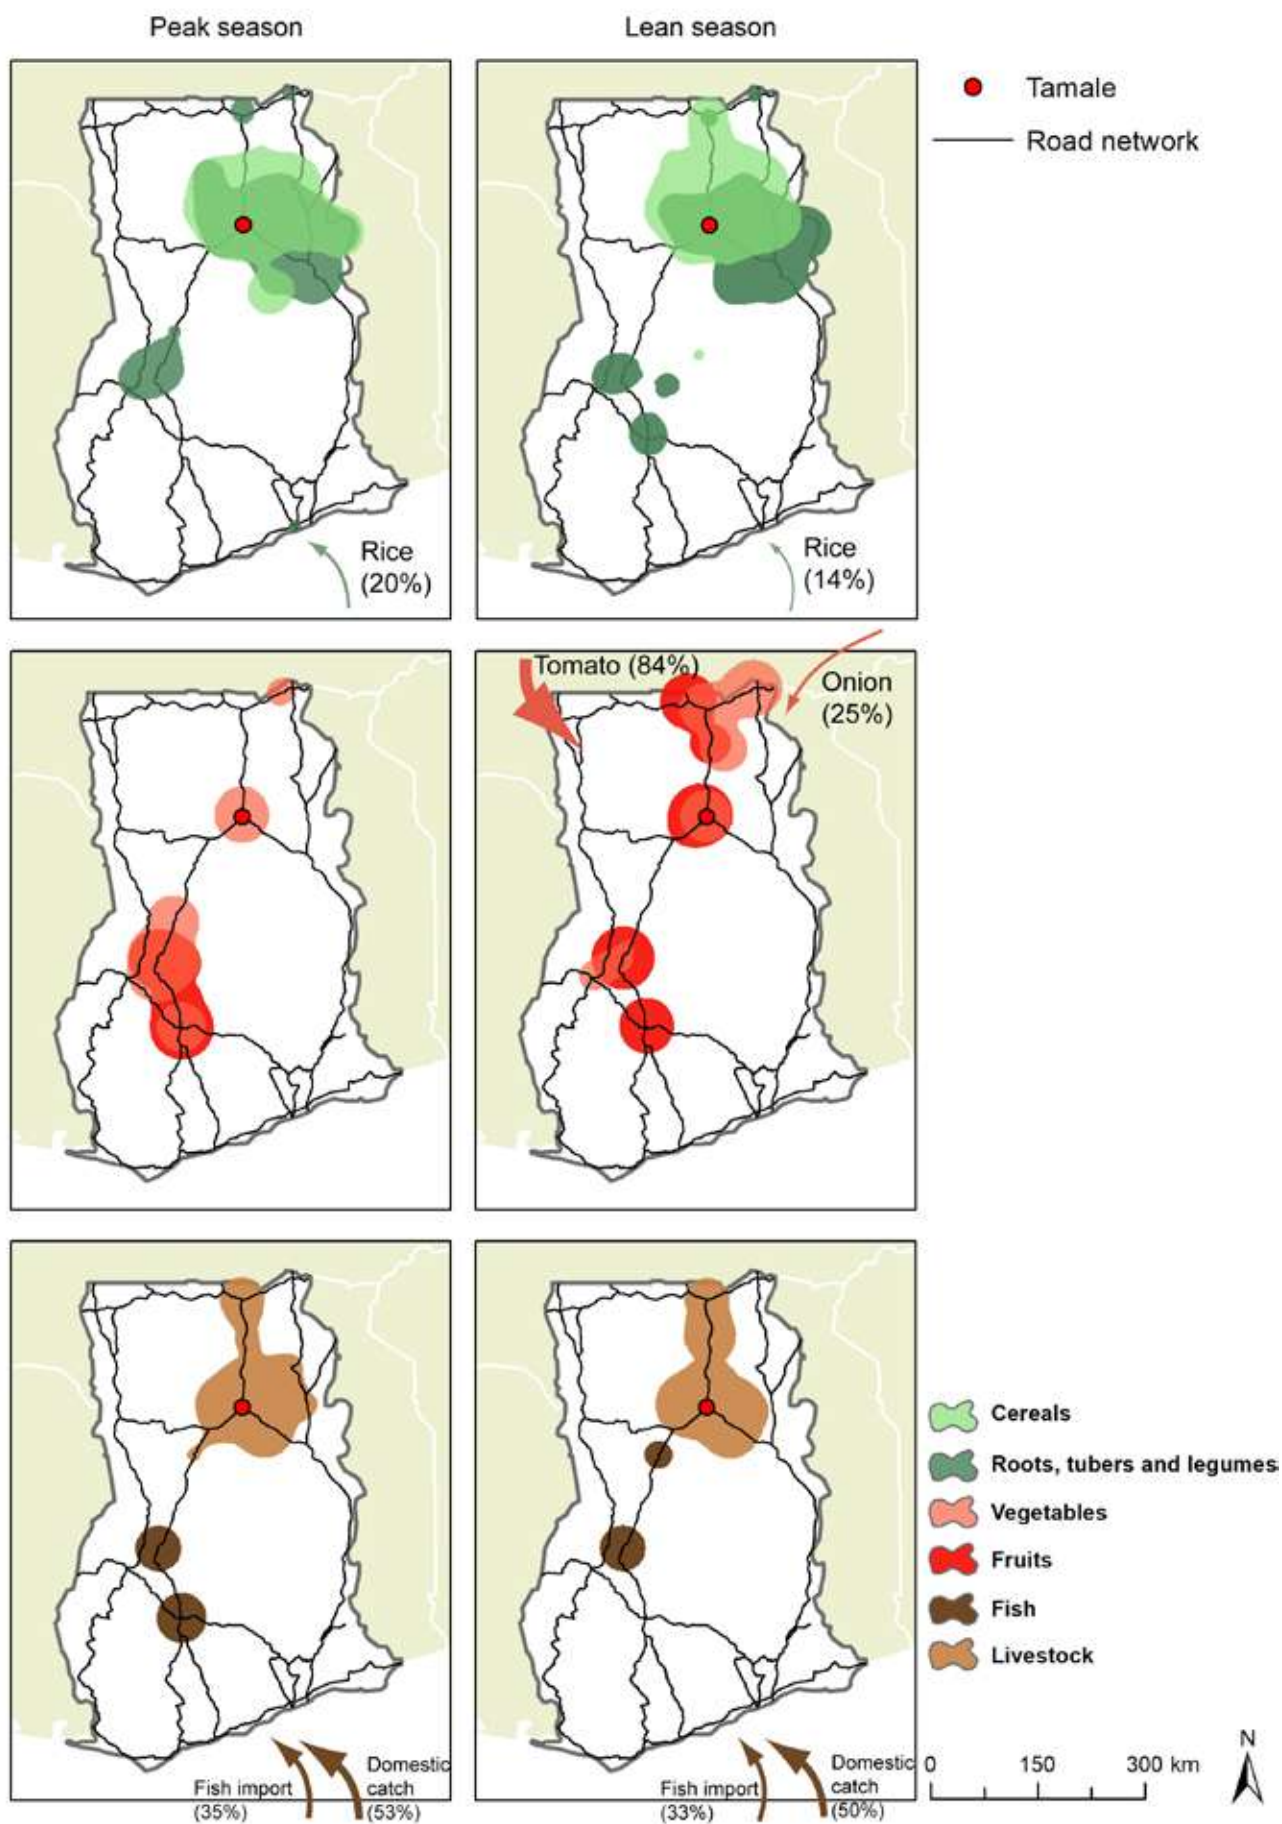 Peak season
Lean season
Tamale
Road network
Rice
(20%)
Rice
(14%)
Tomato (84%)
Onion
(25%)
Cereals
Roots, tubers and legumes
Vegetables
Fruits
Fish
Livestock
Fish import
(35%)
Domestic
catch
(53%)
Fish import
(33%)
Domestic
catch
(50%)
0 150 300 km
N